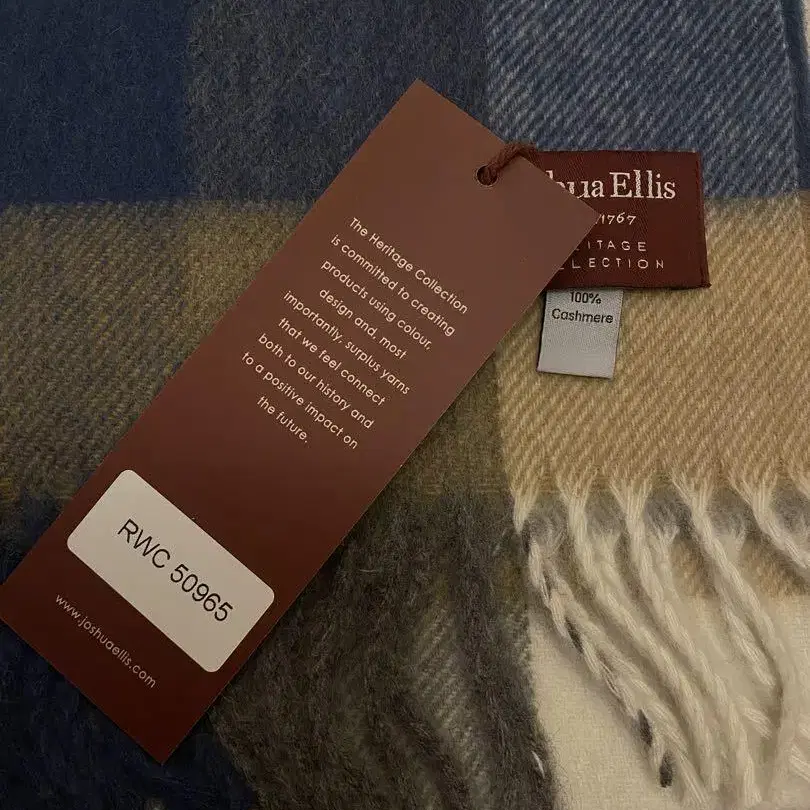 The Heritage Collection
is committed to creating
products using colour,
design and, most
importantly, surplus yarns
that we feel connect
both to our history and
to a positive impact on
the future.
RWC 50965
www.joshuaellis.com
Ellis
1767
100%
Cashmere